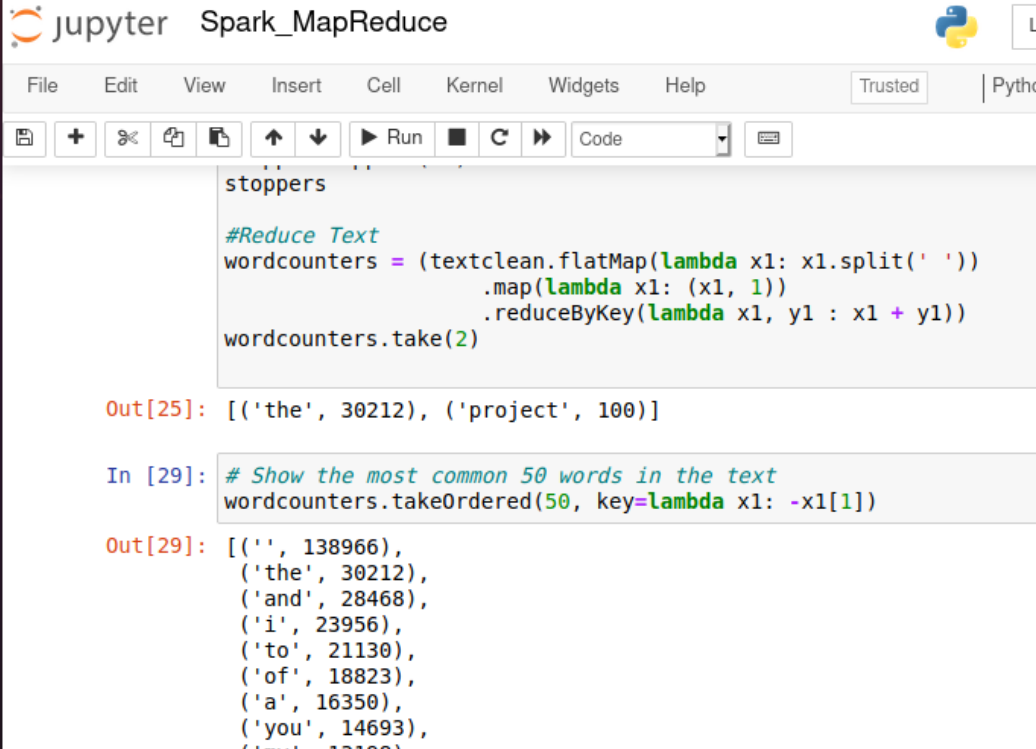 jupyter Spark_MapReduce
File Edit View Insert Cell Kernel Widgets Help Trusted
Run Code
stoppers
#Reduce Text
wordcounters = (textclean.flatMap(lambda x1: x1.split(' '))
.map(lambda x1: (x1, 1))
.reduceByKey(lambda x1, y1 : x1 + y1))
wordcounters.take(2)
Out[25]: [('the', 30212), ('project', 100)]
In [29]: # Show the most common 50 words in the text
wordcounters.takeOrdered(50, key=lambda x1: -x1[1])
Out[29]: [('', 138966),
('the', 30212),
('and', 28468),
('i', 23956),
('to', 21130),
('of', 18823),
('a', 16350),
('you', 14693),